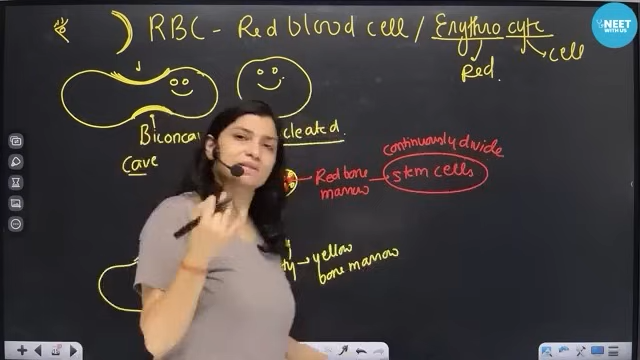 RBC - Red blood cell / Erythrocyte
Red.
cell
Biconcav
cleated.
cave
continuously divide
Red bone
marrow
stem cells
yellow
bone marrow
NEET
WITH US